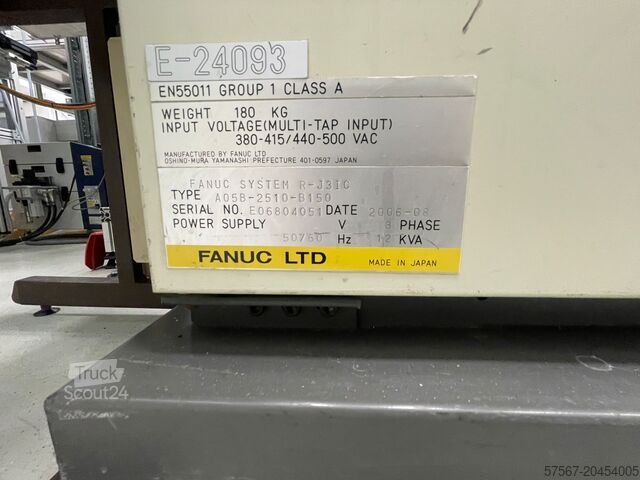 E-24093
EN55011 GROUP 1 CLASS A
WEIGHT 180 KG
INPUT VOLTAGE(MULTI-TAP INPUT)
380-415/440-500 VAC
MANUFACTURED BY FANUC LTD
OSHINO-MURA YAMANASHI PREFECTURE 401-0597 JAPAN
FANUC SYSTEM R-J3IC
TYPE A05B-2510-B150
SERIAL NO. E06804051 DATE 2006-08
POWER SUPPLY V 3 PHASE
50/60 Hz 12 KVA
FANUC LTD MADE IN JAPAN
Truck
Scout24
57567-20454005